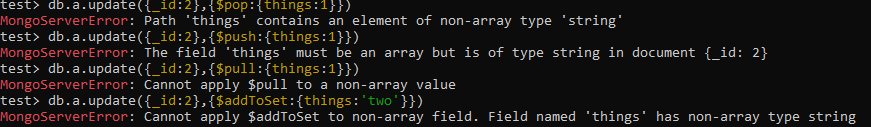 test> db.a.update({_id:2},{$pop:{things:1}})
MongoServerError: Path 'things' contains an element of non-array type 'string'
test> db.a.update({_id:2},{$push:{things:1}})
MongoServerError: The field 'things' must be an array but is of type string in document {_id: 2}
test> db.a.update({_id:2},{$pull:{things:1}})
MongoServerError: Cannot apply $pull to a non-array value
test> db.a.update({_id:2},{$addToSet:{things:'two'}})
MongoServerError: Cannot apply $addToSet to non-array field. Field named 'things' has non-array type string